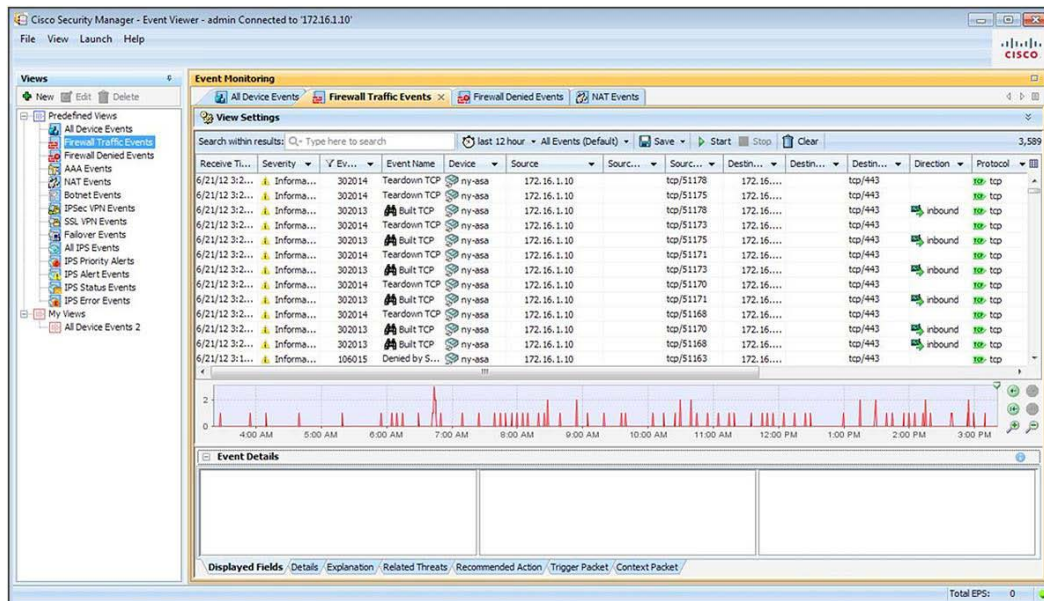 Cisco Security Manager - Event Viewer - admin Connected to '172.16.1.10'
File View Launch Help
CISCO
Views
New Edit Delete
Predefined Views
All Device Events
Firewall Traffic Events
Firewall Denied Events
AAA Events
NAT Events
Botnet Events
IPSec VPN Events
SSL VPN Events
Failover Events
All IPS Events
IPS Priority Alerts
IPS Alert Events
IPS Status Events
IPS Error Events
My Views
All Device Events 2
Event Monitoring
All Device Events Firewall Traffic Events × Firewall Denied Events NAT Events
View Settings
Search within results: Type here to search last 12 hour All Events (Default) Save Start Stop Clear 3,589
Receive Ti... Severity Ev... Event Name Device Source Sourc... Sourc... Destin... Destin... Destin... Direction Protocol
6/21/12 3:2... Informa... 302014 Teardown TCP ny-asa 172.16.1.10 tcp/51178 172.16.... tcp/443 tcp
6/21/12 3:2... Informa... 302014 Teardown TCP ny-asa 172.16.1.10 tcp/51175 172.16.... tcp/443 tcp
6/21/12 3:2... Informa... 302013 Built TCP ny-asa 172.16.1.10 tcp/51178 172.16.... tcp/443 inbound tcp
6/21/12 3:2... Informa... 302014 Teardown TCP ny-asa 172.16.1.10 tcp/51173 172.16.... tcp/443 tcp
6/21/12 3:2... Informa... 302013 Built TCP ny-asa 172.16.1.10 tcp/51175 172.16.... tcp/443 inbound tcp
6/21/12 3:2... Informa... 302014 Teardown TCP ny-asa 172.16.1.10 tcp/51171 172.16.... tcp/443 tcp
6/21/12 3:2... Informa... 302013 Built TCP ny-asa 172.16.1.10 tcp/51173 172.16.... tcp/443 inbound tcp
6/21/12 3:2... Informa... 302014 Teardown TCP ny-asa 172.16.1.10 tcp/51170 172.16.... tcp/443 tcp
6/21/12 3:2... Informa... 302013 Built TCP ny-asa 172.16.1.10 tcp/51171 172.16.... tcp/443 inbound tcp
6/21/12 3:2... Informa... 302014 Teardown TCP ny-asa 172.16.1.10 tcp/51168 172.16.... tcp/443 tcp
6/21/12 3:2... Informa... 302013 Built TCP ny-asa 172.16.1.10 tcp/51170 172.16.... tcp/443 inbound tcp
6/21/12 3:2... Informa... 302013 Built TCP ny-asa 172.16.1.10 tcp/51168 172.16.... tcp/443 inbound tcp
6/21/12 3:1... Informa... 106015 Denied by S... ny-asa 172.16.1.10 tcp/51163 172.16.... tcp/443 tcp
2
0
4:00 AM 5:00 AM 6:00 AM 7:00 AM 8:00 AM 9:00 AM 10:00 AM 11:00 AM 12:00 PM 1:00 PM 2:00 PM 3:00 PM
Event Details
Displayed Fields Details Explanation Related Threats Recommended Action Trigger Packet Context Packet
Total EPS: 0